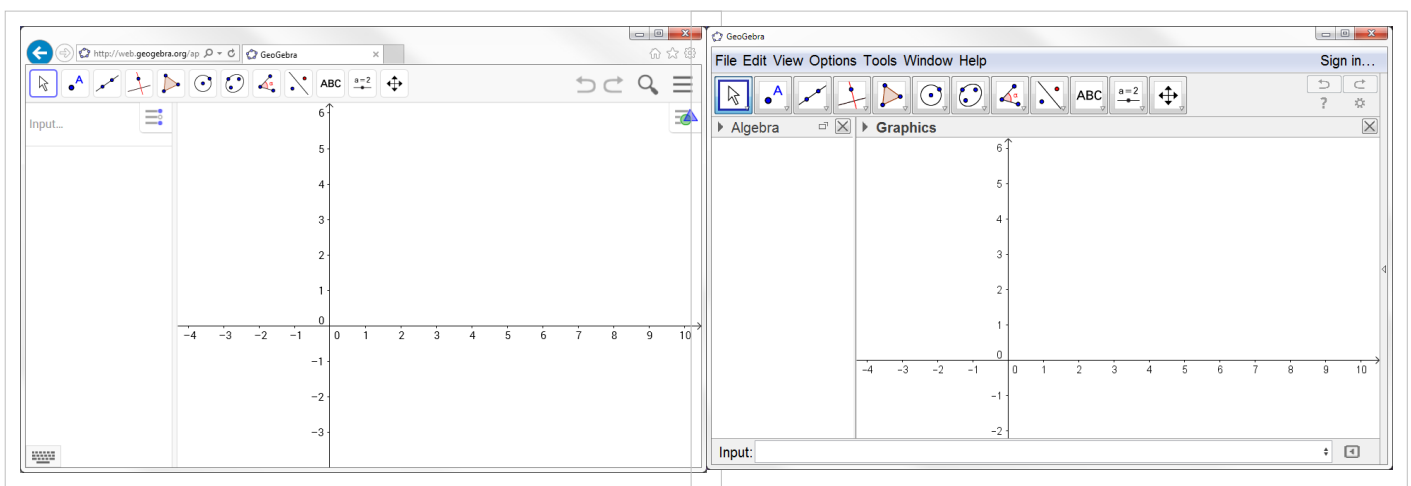 http://web.geogebra.org/ap
GeoGebra
A
ABC
a=2
Input...
6
5
4
3
2
1
0
−4 −3 −2 −1 0 1 2 3 4 5 6 7 8 9 10
−1
−2
−3
GeoGebra
File Edit View Options Tools Window Help
Sign in...
A
α
ABC
a=2
?
Algebra
Graphics
6
5
4
3
2
1
0
−4 −3 −2 −1 0 1 2 3 4 5 6 7 8 9 10
−1
−2
Input: